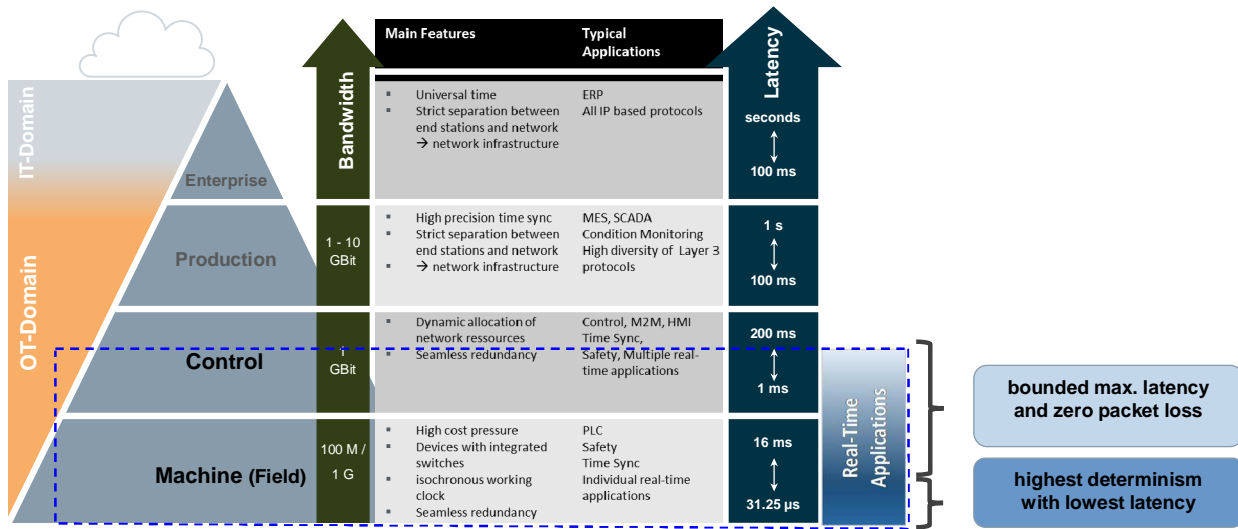 IT-Domain
OT-Domain
Enterprise
Production
Control
Machine (Field)
Bandwidth
1 - 10
GBit
1
GBit
100 M /
1 G
Main Features
Typical
Applications
▪ Universal time
▪ Strict separation between
end stations and network
→ network infrastructure
ERP
All IP based protocols
▪ High precision time sync
▪ Strict separation between
end stations and network
▪ → network infrastructure
MES, SCADA
Condition Monitoring
High diversity of Layer 3
protocols
▪ Dynamic allocation of
network ressources
▪ Seamless redundancy
Control, M2M, HMI
Time Sync,
Safety, Multiple real-
time applications
▪ High cost pressure
▪ Devices with integrated
switches
▪ isochronous working
clock
▪ Seamless redundancy
PLC
Safety
Time Sync
Individual real-time
applications
Latency
seconds
100 ms
1 s
100 ms
200 ms
1 ms
16 ms
31.25 µs
Real-Time
Applications
bounded max. latency
and zero packet loss
highest determinism
with lowest latency